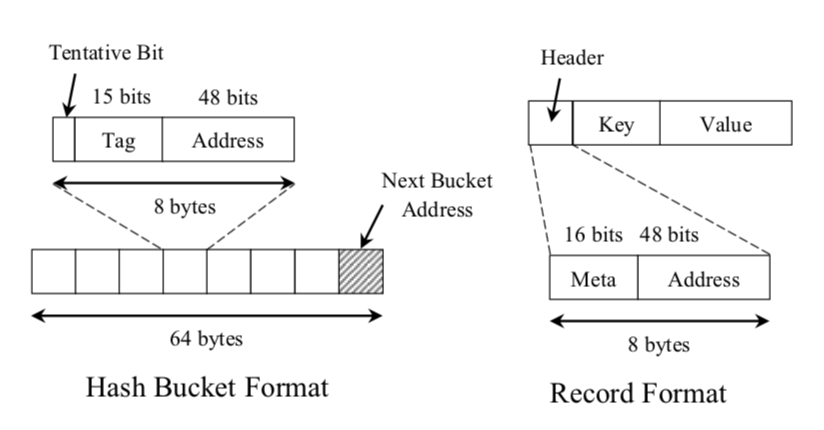 Tentative Bit
15 bits
48 bits
Tag
Address
8 bytes
Next Bucket
Address
64 bytes
Hash Bucket Format
Header
Key
Value
16 bits
48 bits
Meta
Address
8 bytes
Record Format